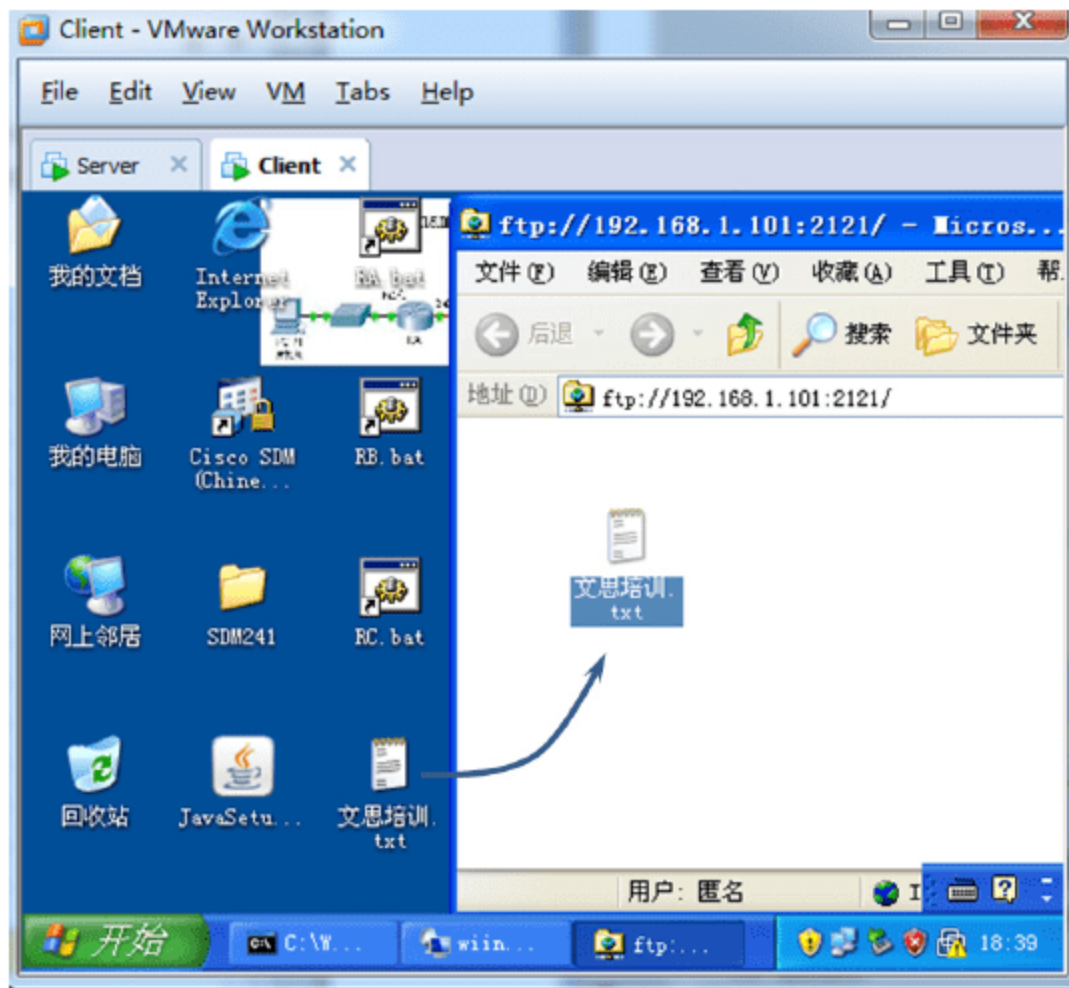 Client - VMware Workstation
File Edit View VM Tabs Help
Server Client
我的文档
Internet
Explorer
RA.bat
我的电脑
Cisco SDM
(Chine...
RB.bat
网上邻居
SDM241
RC.bat
回收站
JavaSetu...
文思培训.
txt
ftp://192.168.1.101:2121/ - Micros...
文件(F) 编辑(E) 查看(V) 收藏(A) 工具(T) 帮
后退 搜索 文件夹
地址(D) ftp://192.168.1.101:2121/
文思培训.
txt
用户: 匿名 I
开始 C:\W... wiin... ftp:... 18:39